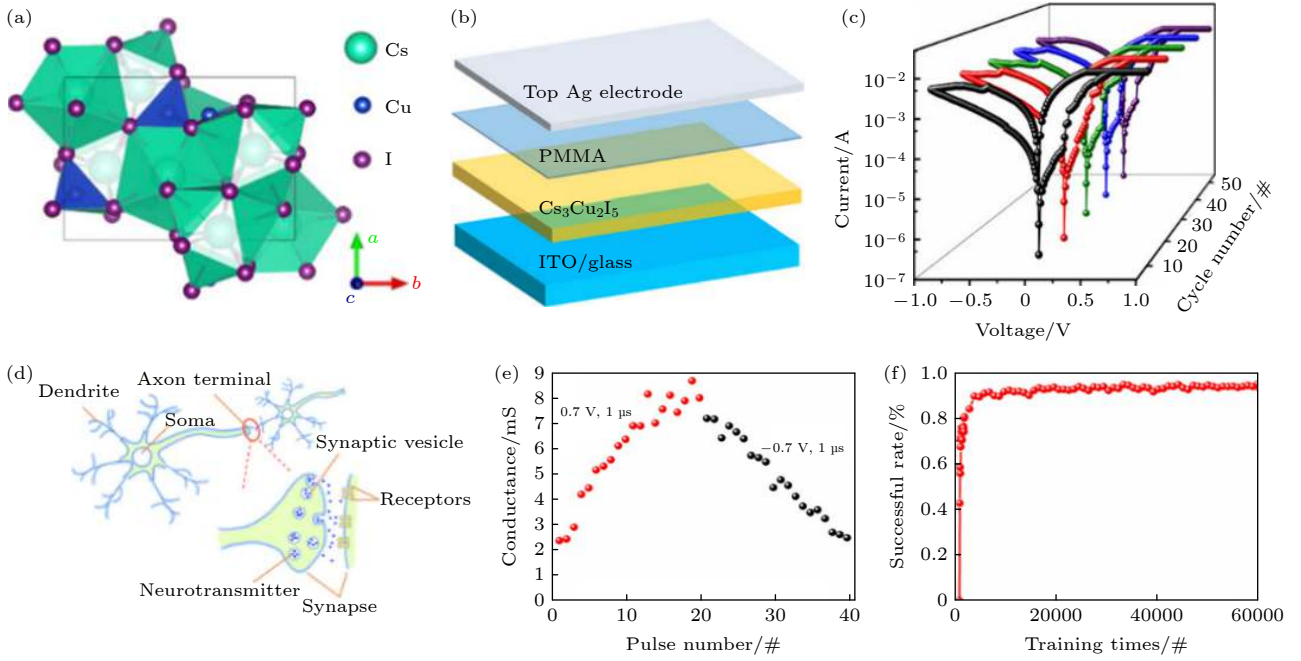 (a)
Cs
Cu
I
a
b
c
(b)
Top Ag electrode
PMMA
Cs₃Cu₂I₅
ITO/glass
(c)
Current/A
10⁻²
10⁻³
10⁻⁴
10⁻⁵
10⁻⁶
10⁻⁷
−1.0 −0.5 0 0.5 1.0
Voltage/V
10 20 30 40 50
Cycle number/#
(d)
Dendrite
Axon terminal
Soma
Synaptic vesicle
Receptors
Neurotransmitter
Synapse
(e)
Conductance/mS
9
8
7
6
5
4
3
2
1
0
0.7 V, 1 μs
−0.7 V, 1 μs
0 10 20 30 40
Pulse number/#
(f)
Successful rate/%
1.0
0.8
0.6
0.4
0.2
0
0 20000 40000 60000
Training times/#